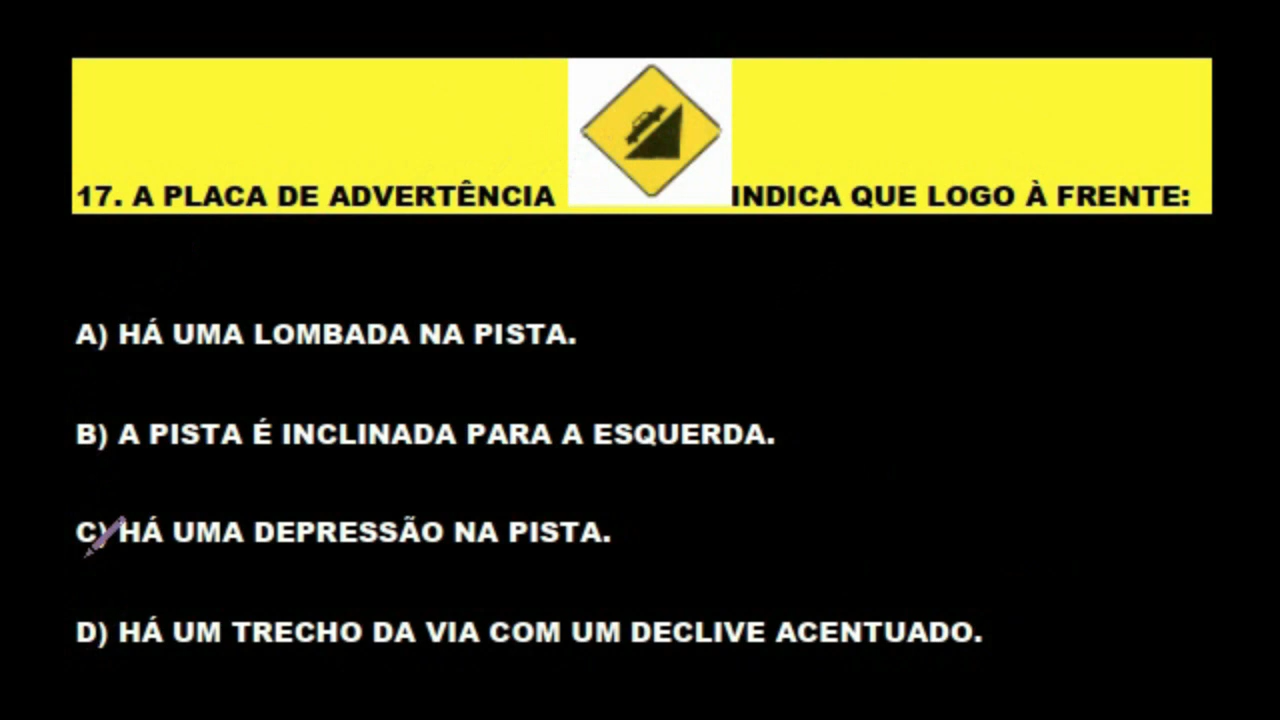 17. A PLACA DE ADVERTÊNCIA INDICA QUE LOGO À FRENTE:
A) HÁ UMA LOMBADA NA PISTA.
B) A PISTA É INCLINADA PARA A ESQUERDA.
C) HÁ UMA DEPRESSÃO NA PISTA.
D) HÁ UM TRECHO DA VIA COM UM DECLIVE ACENTUADO.